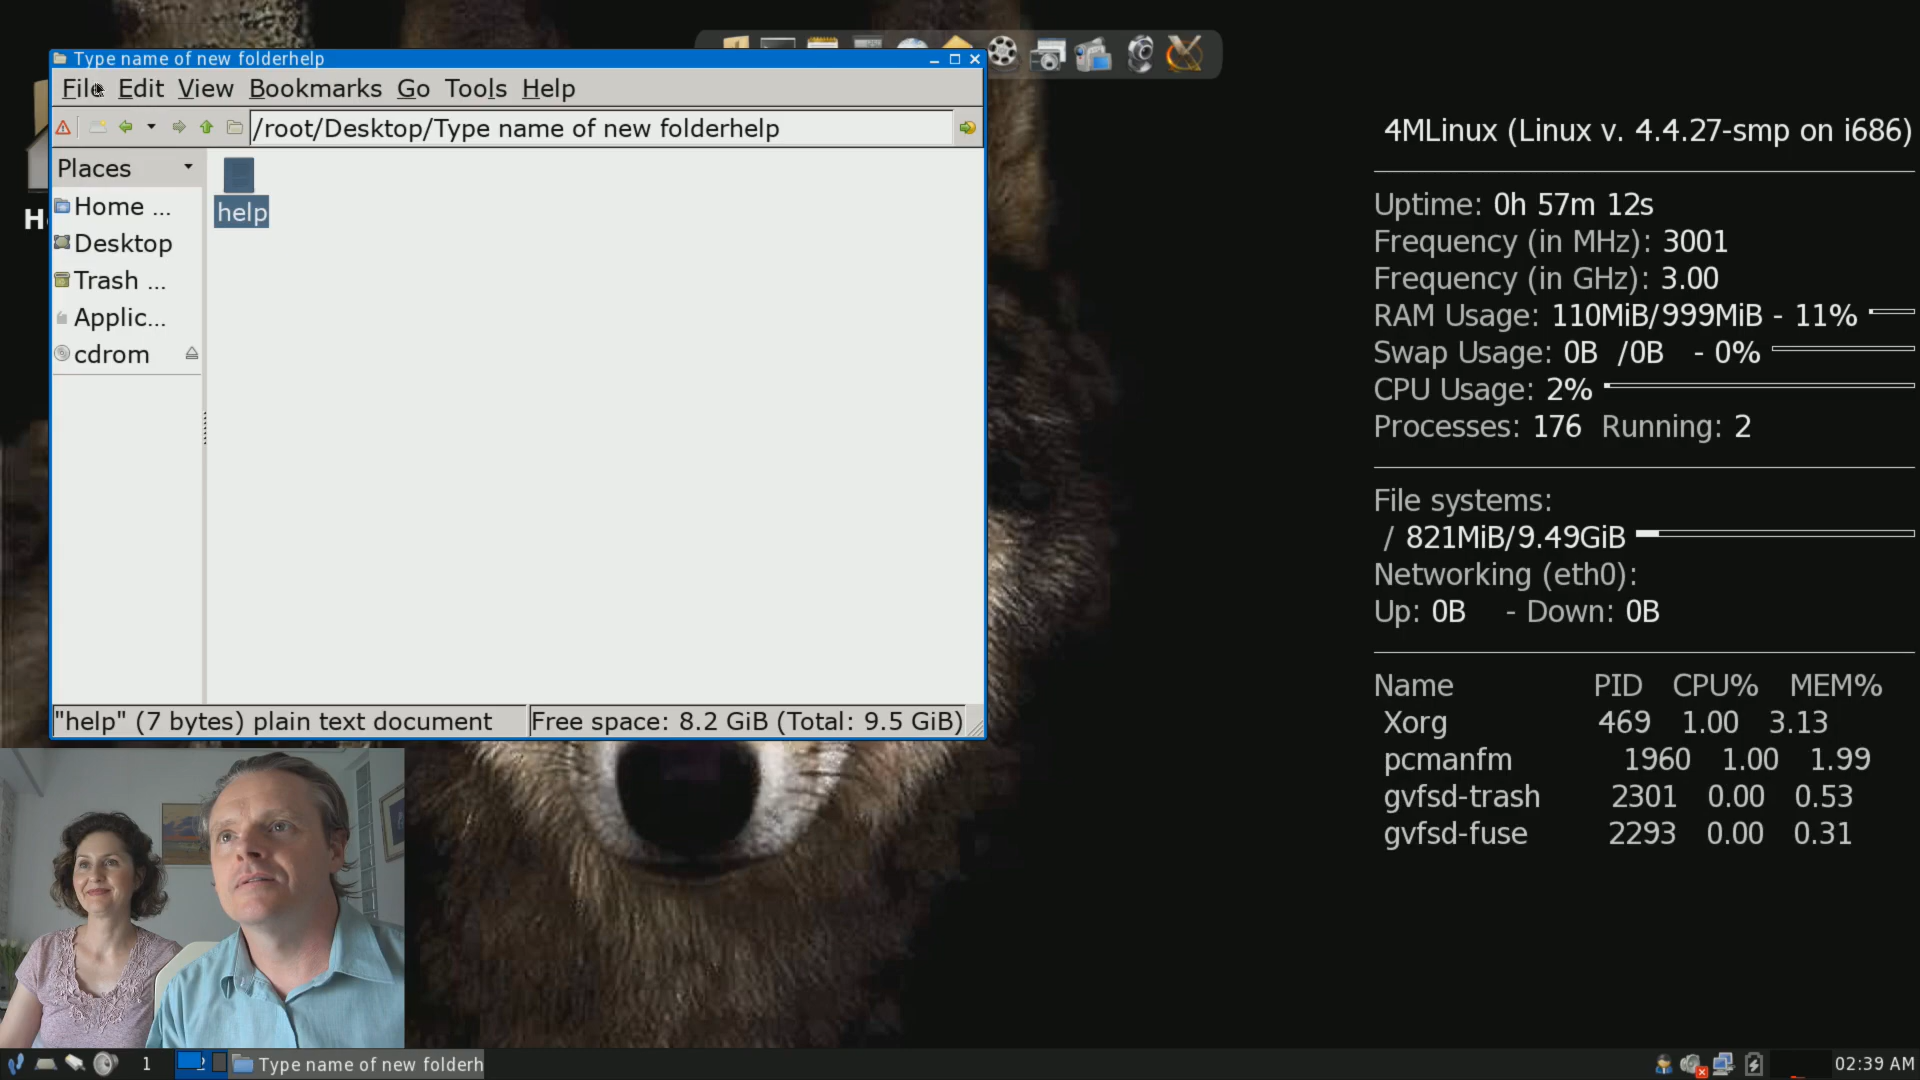 Type name of new folderhelp
File Edit View Bookmarks Go Tools Help
/root/Desktop/Type name of new folderhelp
Places
Home ...
Desktop
Trash ...
Applic...
cdrom
help
"help" (7 bytes) plain text document
Free space: 8.2 GiB (Total: 9.5 GiB)
4MLinux (Linux v. 4.4.27-smp on i686)
Uptime: 0h 57m 12s
Frequency (in MHz): 3001
Frequency (in GHz): 3.00
RAM Usage: 110MiB/999MiB - 11%
Swap Usage: 0B /0B - 0%
CPU Usage: 2%
Processes: 176 Running: 2
File systems:
/ 821MiB/9.49GiB
Networking (eth0):
Up: 0B - Down: 0B
Name PID CPU% MEM%
Xorg 469 1.00 3.13
pcmanfm 1960 1.00 1.99
gvfsd-trash 2301 0.00 0.53
gvfsd-fuse 2293 0.00 0.31
1
2
Type name of new folderh
02:39 AM